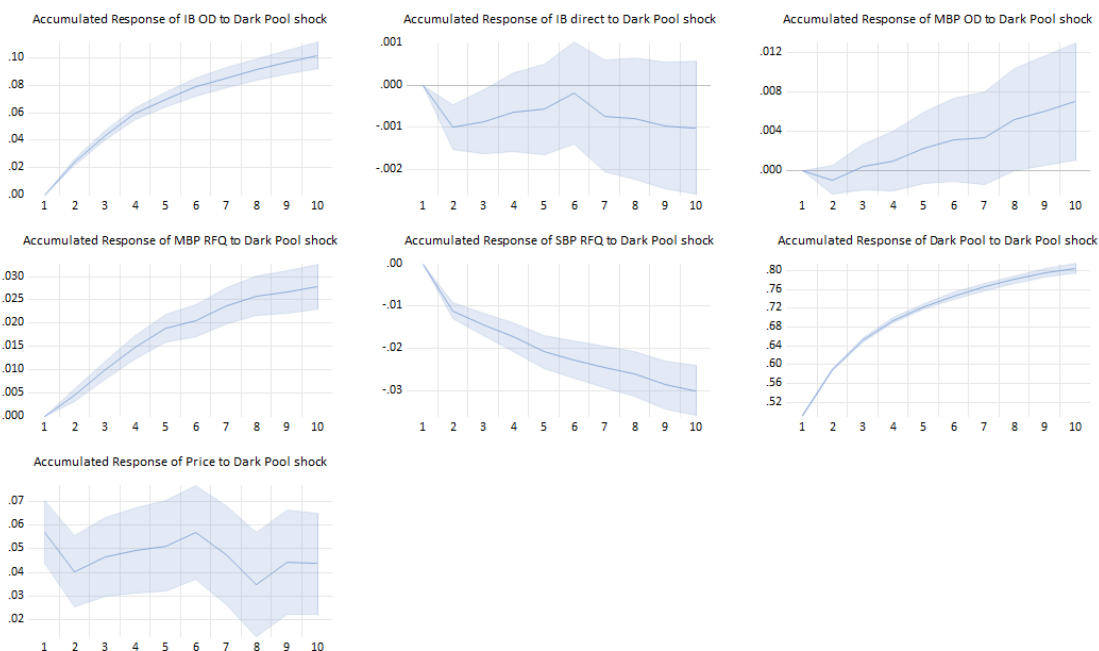 Accumulated Response of IB OD to Dark Pool shock
.10
.08
.06
.04
.02
.00
1 2 3 4 5 6 7 8 9 10
Accumulated Response of IB direct to Dark Pool shock
.001
.000
-.001
-.002
1 2 3 4 5 6 7 8 9 10
Accumulated Response of MBP OD to Dark Pool shock
.012
.008
.004
.000
1 2 3 4 5 6 7 8 9 10
Accumulated Response of MBP RFQ to Dark Pool shock
.030
.025
.020
.015
.010
.005
.000
1 2 3 4 5 6 7 8 9 10
Accumulated Response of SBP RFQ to Dark Pool shock
.00
-.01
-.02
-.03
1 2 3 4 5 6 7 8 9 10
Accumulated Response of Dark Pool to Dark Pool shock
.80
.76
.72
.68
.64
.60
.56
.52
1 2 3 4 5 6 7 8 9 10
Accumulated Response of Price to Dark Pool shock
.07
.06
.05
.04
.03
.02
1 2 3 4 5 6 7 8 9 10